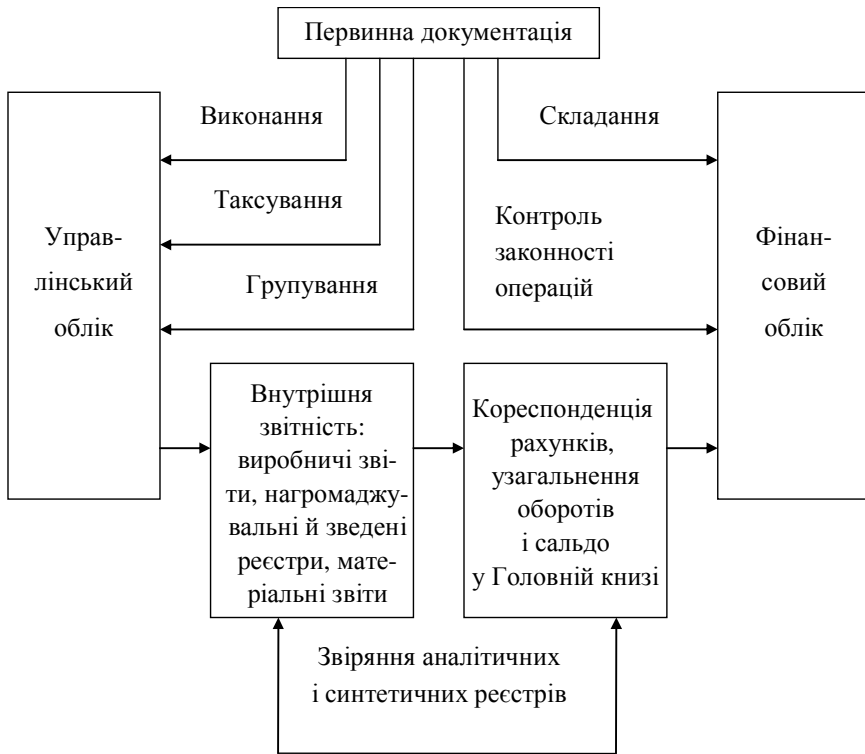 Первинна документація
Виконання
Складання
Таксування
Контроль
законності
операцій
Управ-
лінський
облік
Фінан-
совий
облік
Групування
Внутрішня
звітність:
виробничі зві-
ти, нагромаджу-
вальні й зведені
реєстри, мате-
ріальні звіти
Кореспонденція
рахунків,
узагальнення
оборотів
і сальдо
у Головній книзі
Звіряння аналітичних
і синтетичних реєстрів